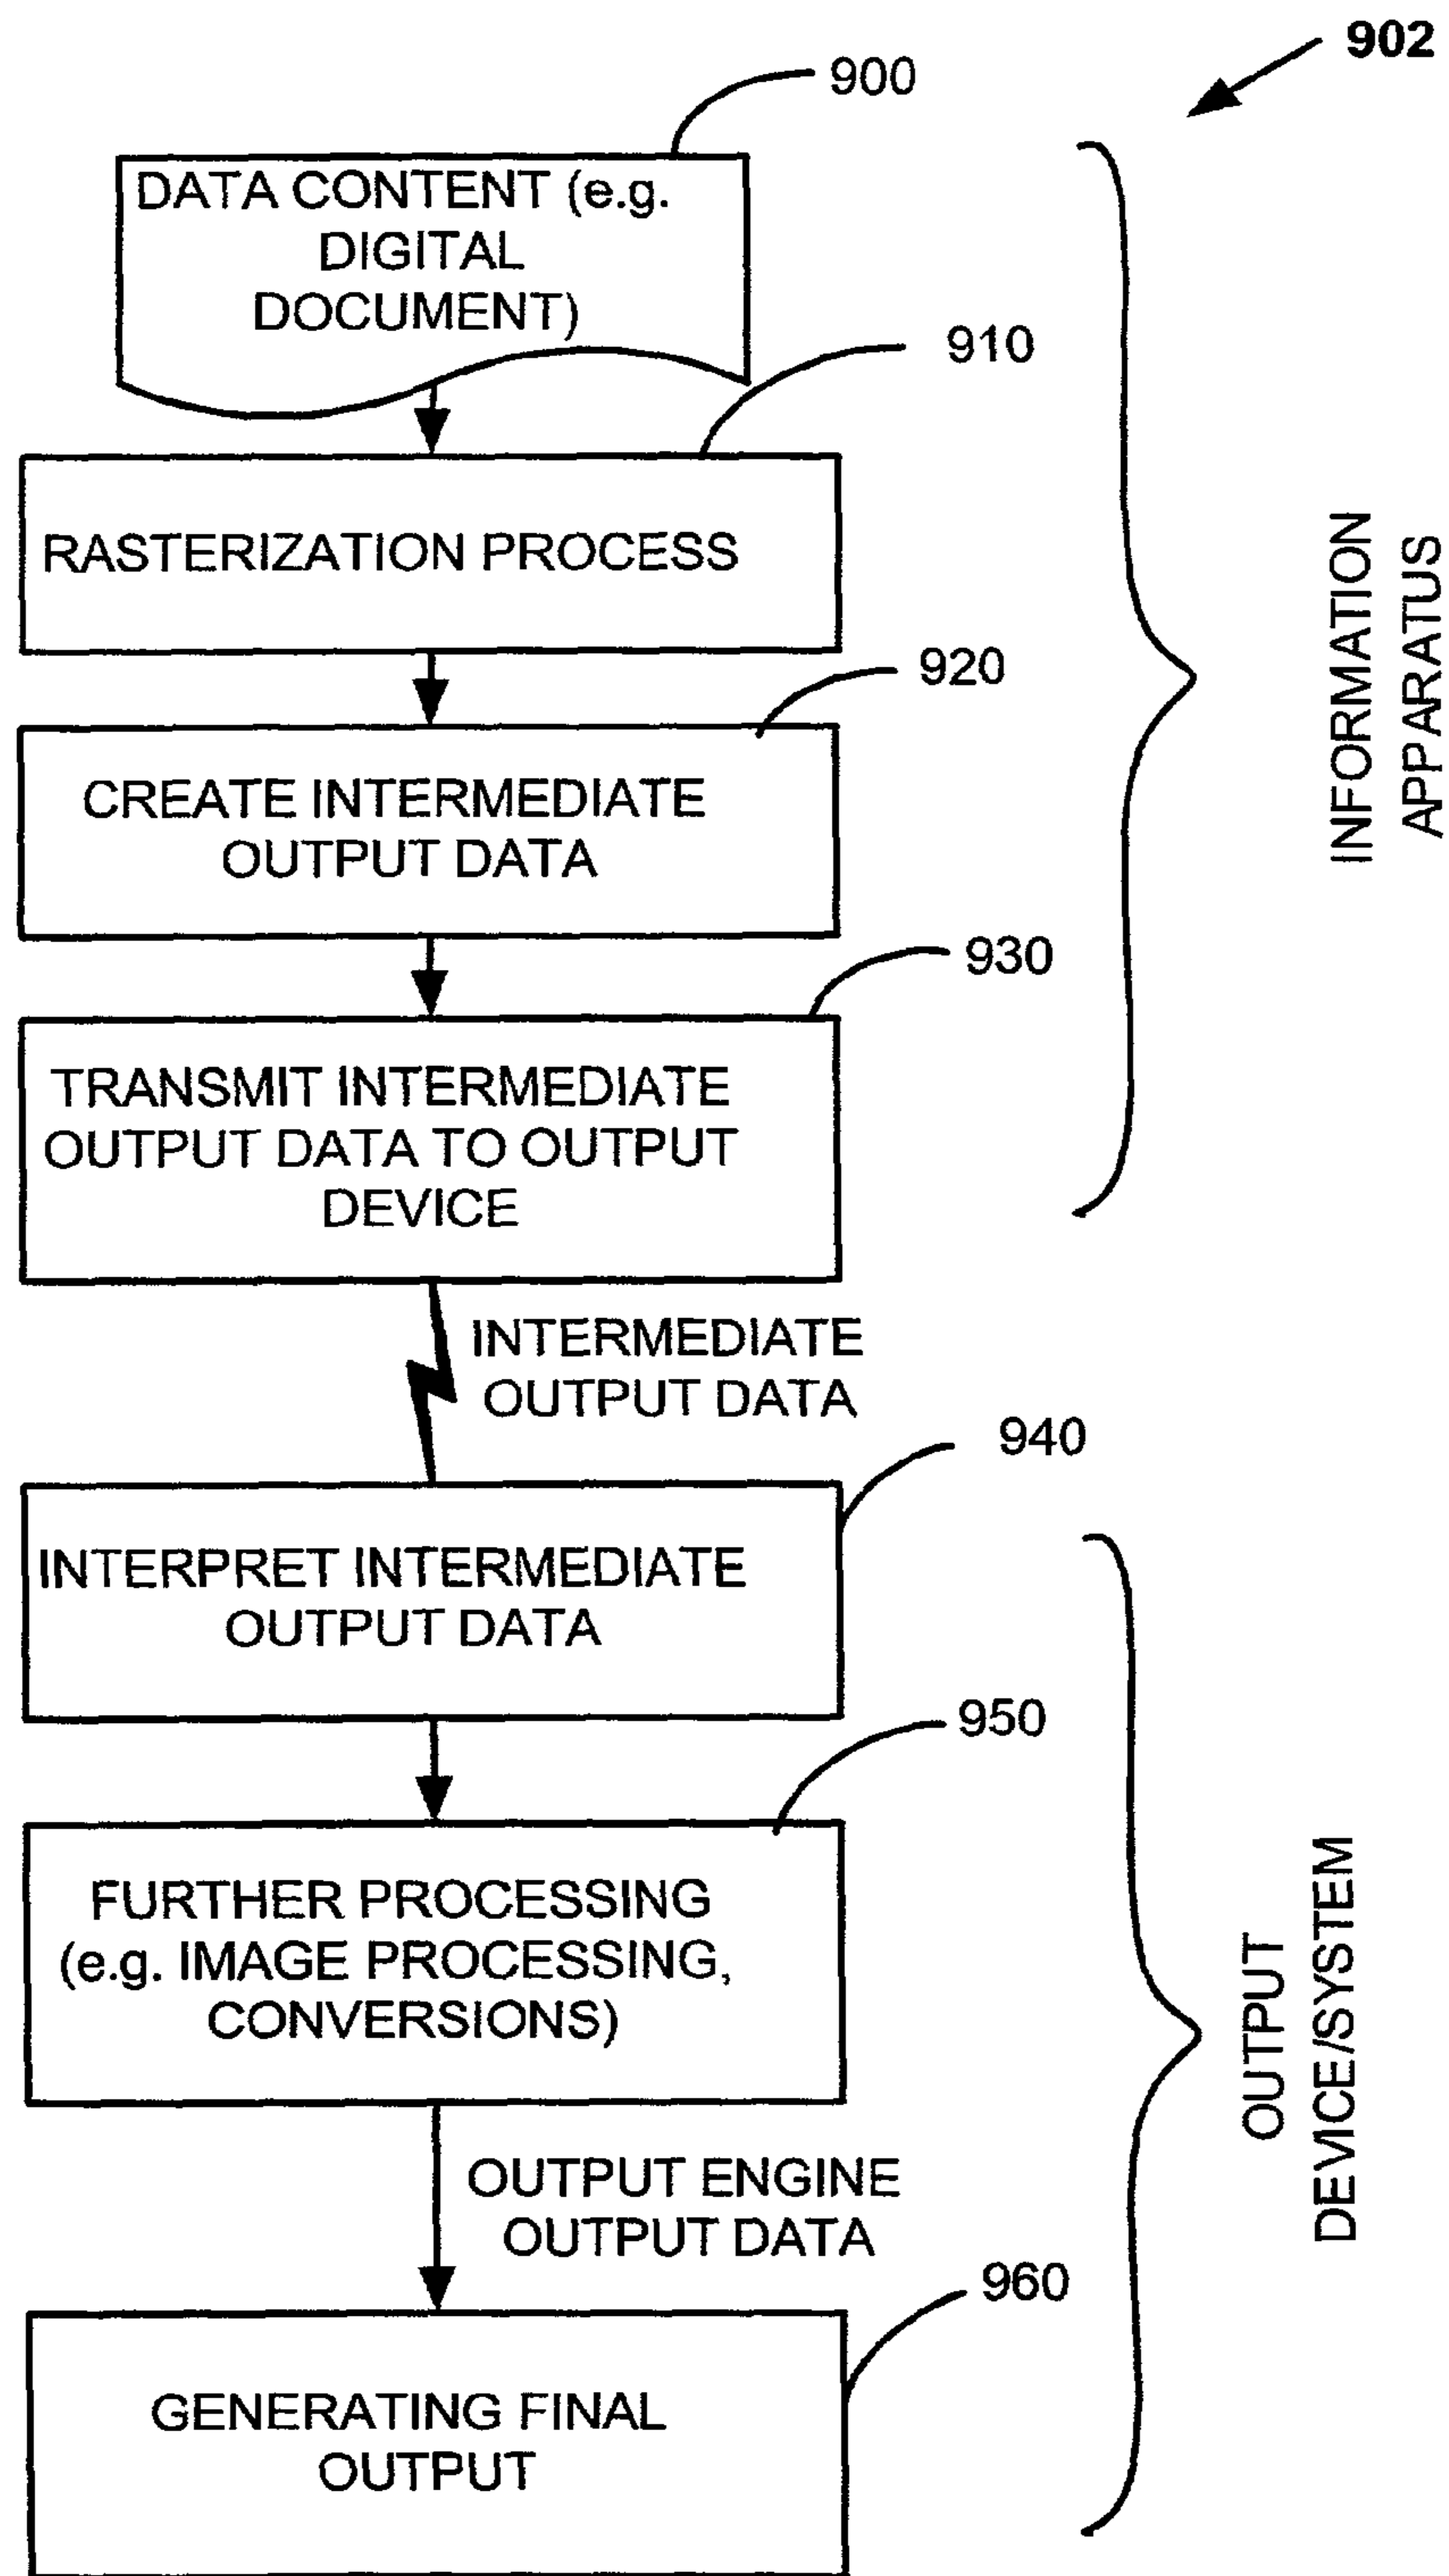 902
900
DATA CONTENT (e.g.
DIGITAL
DOCUMENT)
910
RASTERIZATION PROCESS
920
CREATE INTERMEDIATE
OUTPUT DATA
930
TRANSMIT INTERMEDIATE
OUTPUT DATA TO OUTPUT
DEVICE
INFORMATION
APPARATUS
INTERMEDIATE
OUTPUT DATA
940
INTERPRET INTERMEDIATE
OUTPUT DATA
950
FURTHER PROCESSING
(e.g. IMAGE PROCESSING,
CONVERSIONS)
OUTPUT
DEVICE/SYSTEM
OUTPUT ENGINE
OUTPUT DATA
960
GENERATING FINAL
OUTPUT